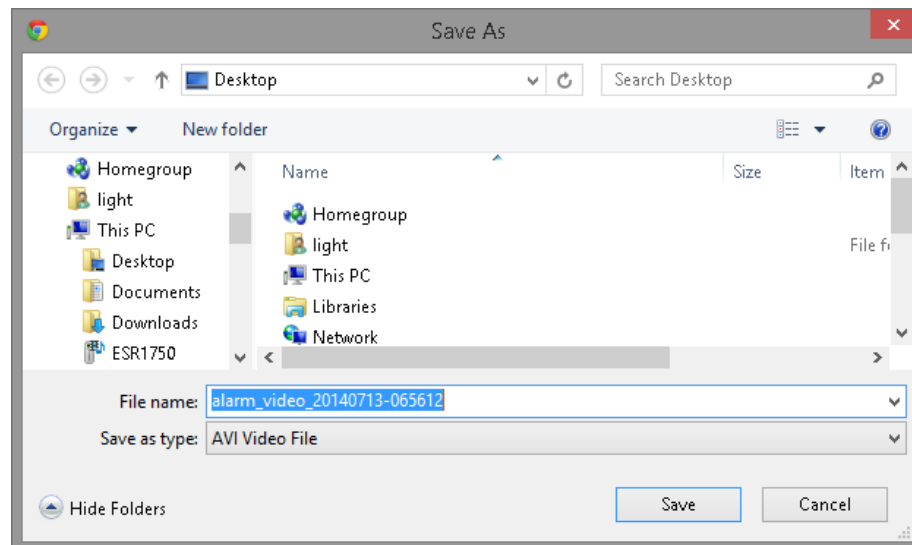 Save As
Desktop
Search Desktop
Organize
New folder
Homegroup
light
This PC
Desktop
Documents
Downloads
ESR1750
Name
Size
Item
Homegroup
light
File f
This PC
Libraries
Network
File name: alarm_video_20140713-065612
Save as type: AVI Video File
Hide Folders
Save
Cancel